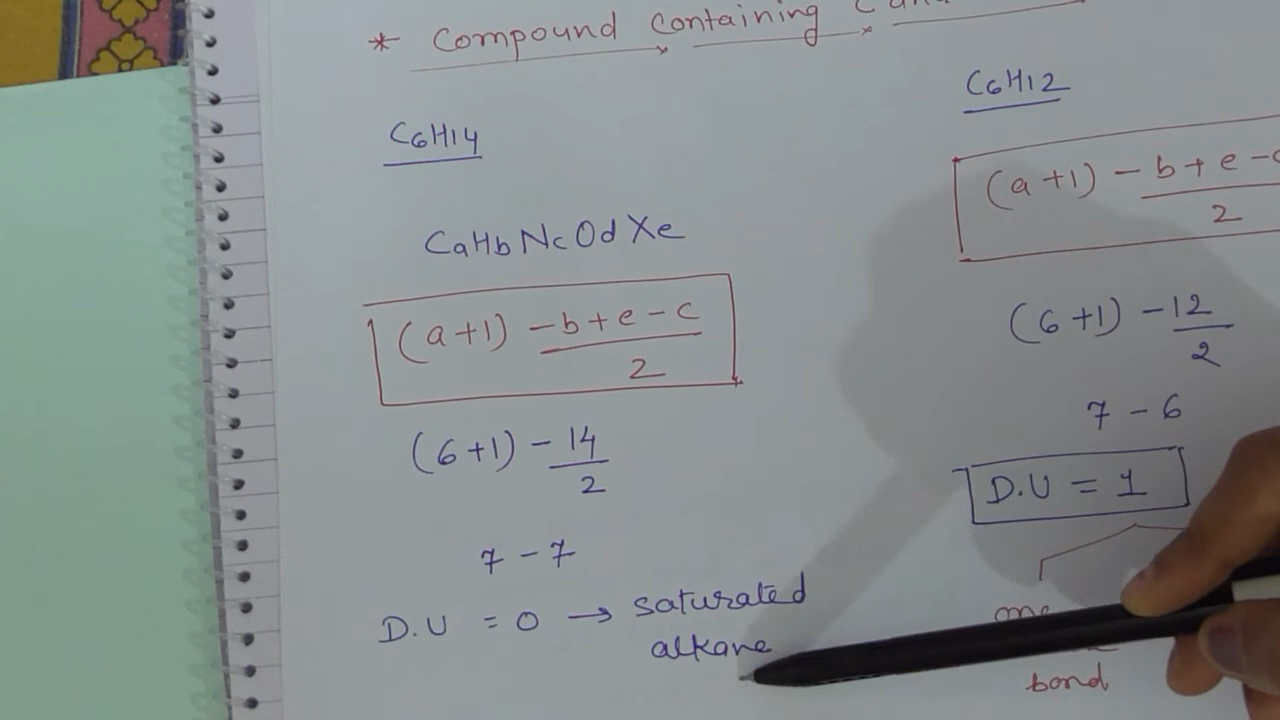 * Compound Containing C
C6H14
CaHbNcOdXe
(a+1) - b+e-c
2
(6+1) - 14
2
7 - 7
D.U = 0 → saturated
alkane
C6H12
(a+1) - b+e-c
2
(6+1) - 12
2
7 - 6
D.U = 1
one
bond